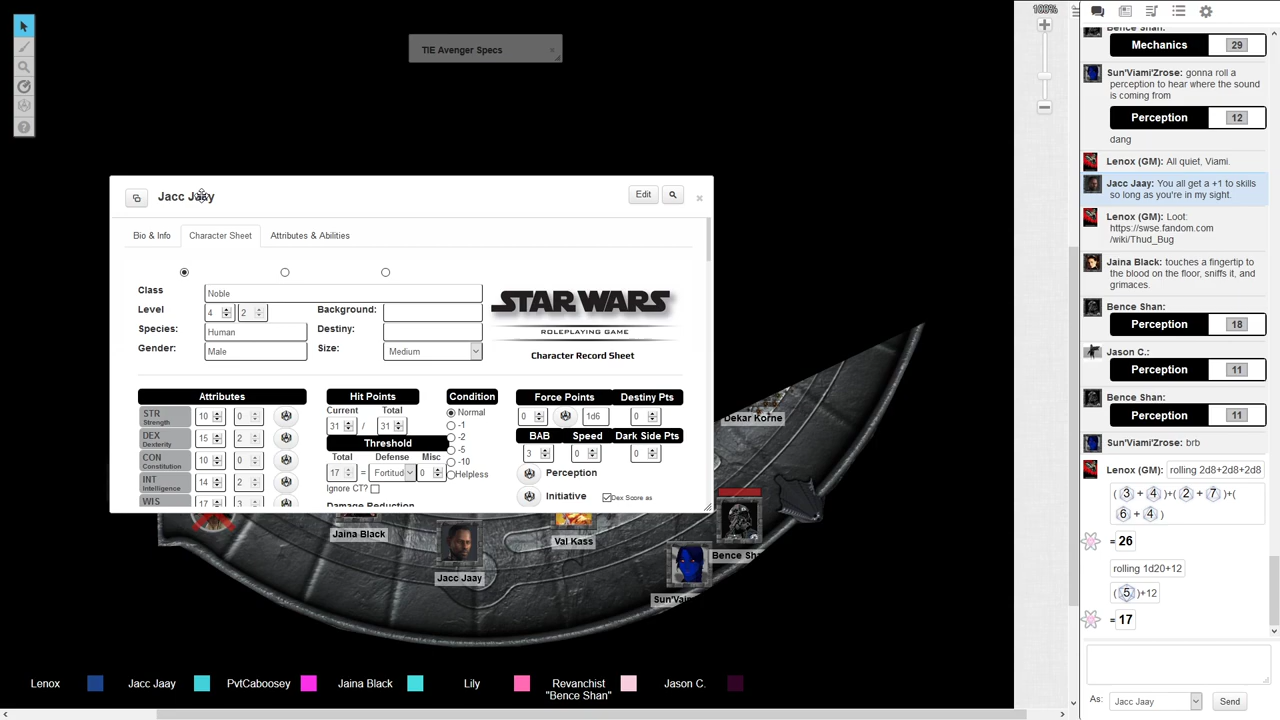 TIE Avenger Specs
100%
Jacc Jaay
Edit
Bio & Info
Character Sheet
Attributes & Abilities
Class
Noble
Level
4
2
Background:
Species:
Human
Destiny:
Gender:
Male
Size:
Medium
STAR WARS
ROLEPLAYING GAME
Character Record Sheet
Attributes
STR
Strength
10
0
DEX
Dexterity
15
2
CON
Constitution
10
0
INT
Intelligence
14
2
WIS
17
3
Hit Points
Current
Total
31
/
31
Threshold
Total
Defense
Misc
17
=
Fortitud
0
Ignore CT?
Damage Reduction
Condition
Normal
-1
-2
-5
-10
Helpless
Force Points
Destiny Pts
0
1d6
0
BAB
Speed
Dark Side Pts
3
0
0
Perception
Initiative
Dex Score as
Dekar Korne
Jaina Black
Jacc Jaay
Val Kass
Bence Sha
Sun'Viam
Lenox
Jacc Jaay
PvtCaboosey
Jaina Black
Lily
Revanchist
"Bence Shan"
Jason C.
Bence Shan:
Mechanics
29
Sun'Viami'Zrose: gonna roll a
perception to hear where the sound
is coming from
Perception
12
dang
Lenox (GM): All quiet, Viami.
Jacc Jaay: You all get a +1 to skills
so long as you're in my sight.
Lenox (GM): Loot:
https://swse.fandom.com
/wiki/Thud_Bug
Jaina Black: touches a fingertip to
the blood on the floor, sniffs it, and
grimaces.
Bence Shan:
Perception
18
Jason C.:
Perception
11
Bence Shan:
Perception
11
Sun'Viami'Zrose: brb
Lenox (GM): rolling 2d8+2d8+2d8
(3+4)+(2+7)+(
6+4)
=26
rolling 1d20+12
(5)+12
=17
As:
Jacc Jaay
Send